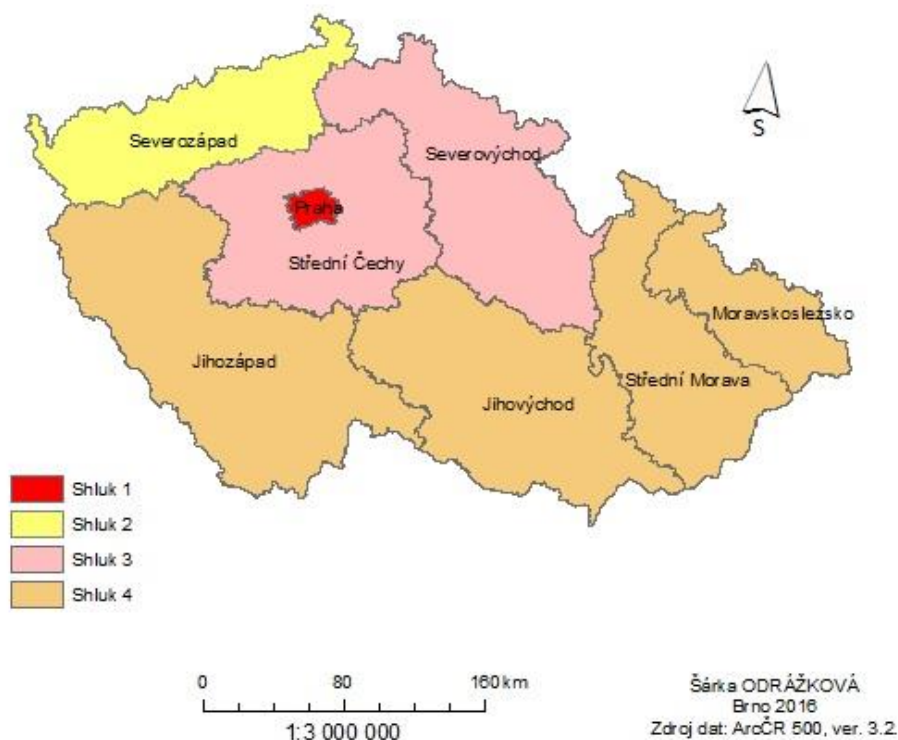 S
Severozápad
Severovýchod
Praha
Střední Čechy
Moravskoslezsko
Jihozápad
Střední Morava
Jihovýchod
Shluk 1
Shluk 2
Shluk 3
Shluk 4
0 80 160 km
1:3 000 000
Šárka ODRÁŽKOVÁ
Brno 2016
Zdroj dat: ArcČR 500, ver. 3.2.